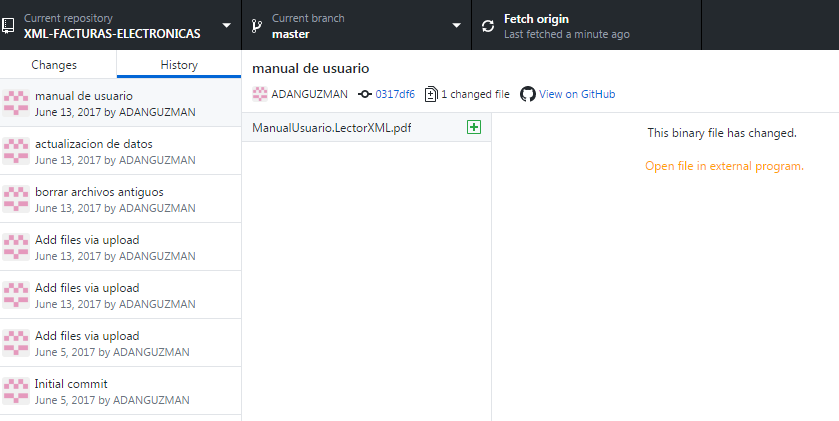 Current repository
XML-FACTURAS-ELECTRONICAS
Current branch
master
Fetch origin
Last fetched a minute ago
Changes
History
manual de usuario
June 13, 2017 by ADANGUZMAN
actualizacion de datos
June 13, 2017 by ADANGUZMAN
borrar archivos antiguos
June 13, 2017 by ADANGUZMAN
Add files via upload
June 13, 2017 by ADANGUZMAN
Add files via upload
June 13, 2017 by ADANGUZMAN
Add files via upload
June 5, 2017 by ADANGUZMAN
Initial commit
June 5, 2017 by ADANGUZMAN
manual de usuario
ADANGUZMAN 0317df6 1 changed file View on GitHub
ManualUsuario.LectorXML.pdf
This binary file has changed.
Open file in external program.